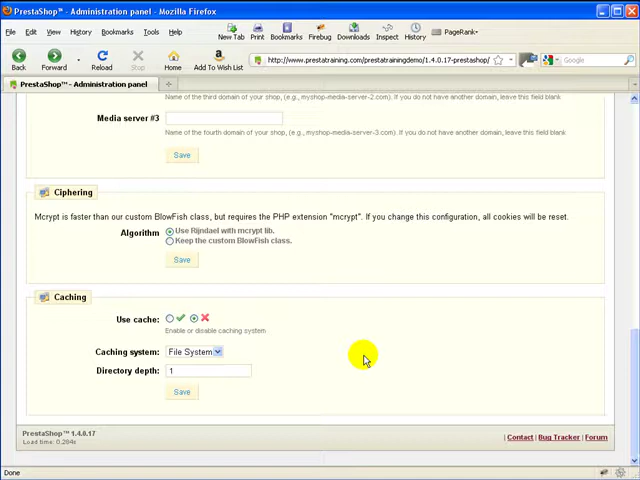 PrestaShop™ - Administration panel - Mozilla Firefox
File Edit View History Bookmarks Tools Help
New Tab Print Bookmarks Firebug Downloads Inspect History PageRank
Back Forward Reload Stop Home Add To Wish List
http://www.prestatraining.com/prestatrainingdemo/1.4.0.17-prestashop/
Google
PrestaShop™ - Administration panel
Name of the third domain of your shop, (e.g., myshop-media-server-2.com). If you do not have another domain, leave this field blank
Media server #3
Name of the fourth domain of your shop, (e.g., myshop-media-server-3.com). If you do not have another domain, leave this field blank
Save
Ciphering
Mcrypt is faster than our custom BlowFish class, but requires the PHP extension "mcrypt". If you change this configuration, all cookies will be reset.
Algorithm
Use Rijndael with mcrypt lib.
Keep the custom BlowFish class.
Save
Caching
Use cache:
Enable or disable caching system
Caching system: File System
Directory depth: 1
Save
PrestaShop™ 1.4.0.17
Load time: 0.284s
| Contact | Bug Tracker | Forum
Done